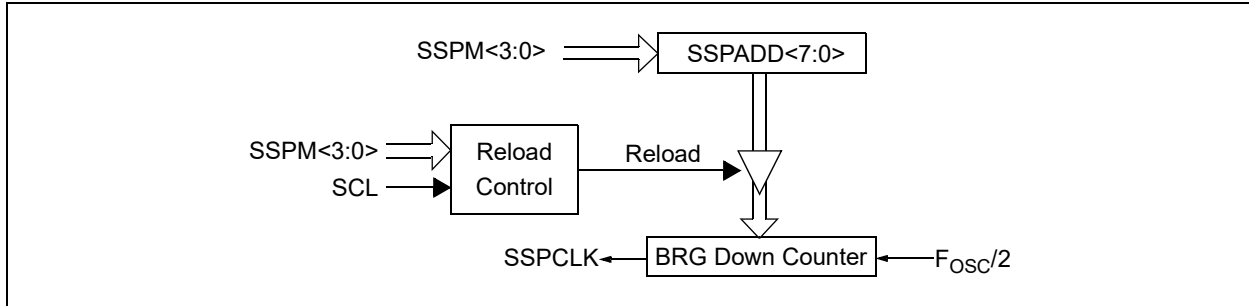 SSPM<3:0>
SSPADD<7:0>
SSPM<3:0>
SCL
Reload
Control
Reload
SSPCLK
BRG Down Counter
FOSC/2